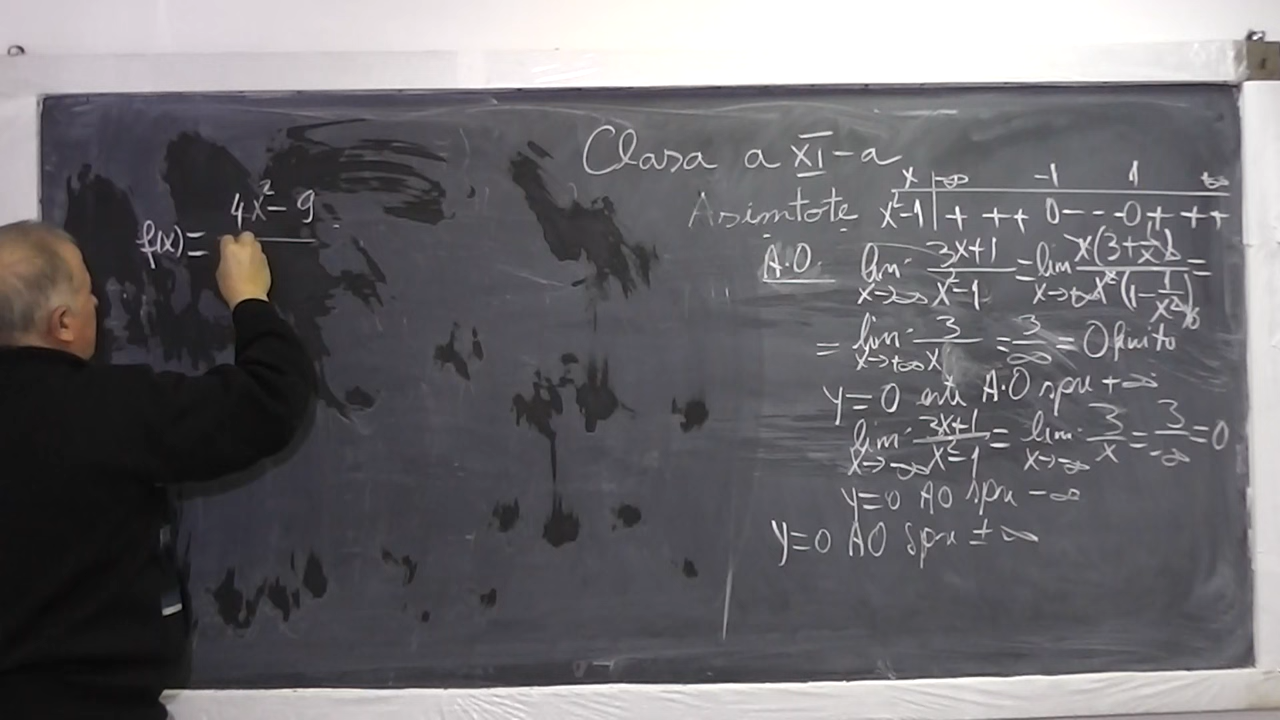 Clasa a XI-a
f(x) = 4x² - 9
Asimtote
x | -∞ -1 1 +∞
x²-1 | + + + 0 - - - 0 + + +
A.O. lim x→+∞ (3x+1)/(x²-1) = lim x→+∞ x(3+1/x)/x²(1-1/x²) =
= lim x→+∞ 3/x = 3/∞ = 0 finito
y=0 este A.O spre +∞
lim x→-∞ (3x+1)/(x²-1) = lim x→-∞ 3/x = 3/-∞ = 0
y=0 AO spre -∞
y=0 AO spre ±∞